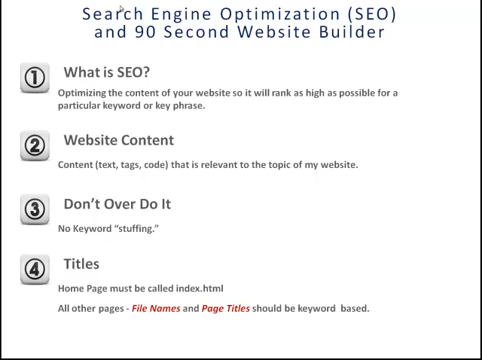 Search Engine Optimization (SEO)
and 90 Second Website Builder
1 What is SEO?
Optimizing the content of your website so it will rank as high as possible for a
particular keyword or key phrase.
2 Website Content
Content (text, tags, code) that is relevant to the topic of my website.
3 Don’t Over Do It
No Keyword “stuffing.”
4 Titles
Home Page must be called index.html
All other pages - File Names and Page Titles should be keyword based.